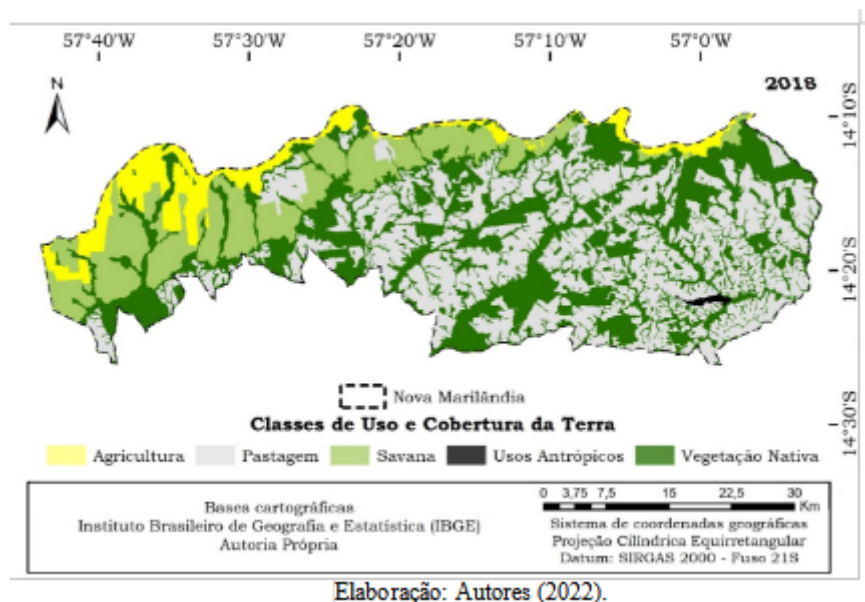 57°40'W 57°30'W 57°20'W 57°10'W 57°0'W
N
2018
14°10'S
14°20'S
14°30'S
Nova Marilândia
Classes de Uso e Cobertura da Terra
Agricultura Pastagem Savana Usos Antrópicos Vegetação Nativa
Bases cartográficas
Instituto Brasileiro de Geografia e Estatística (IBGE)
Autoria Própria
0 3,75 7,5 15 22,5 30
Km
Sistema de coordenadas geográficas
Projeção Cilíndrica Equirretangular
Datum: SIRGAS 2000 - Fuso 21S
Elaboração: Autores (2022).